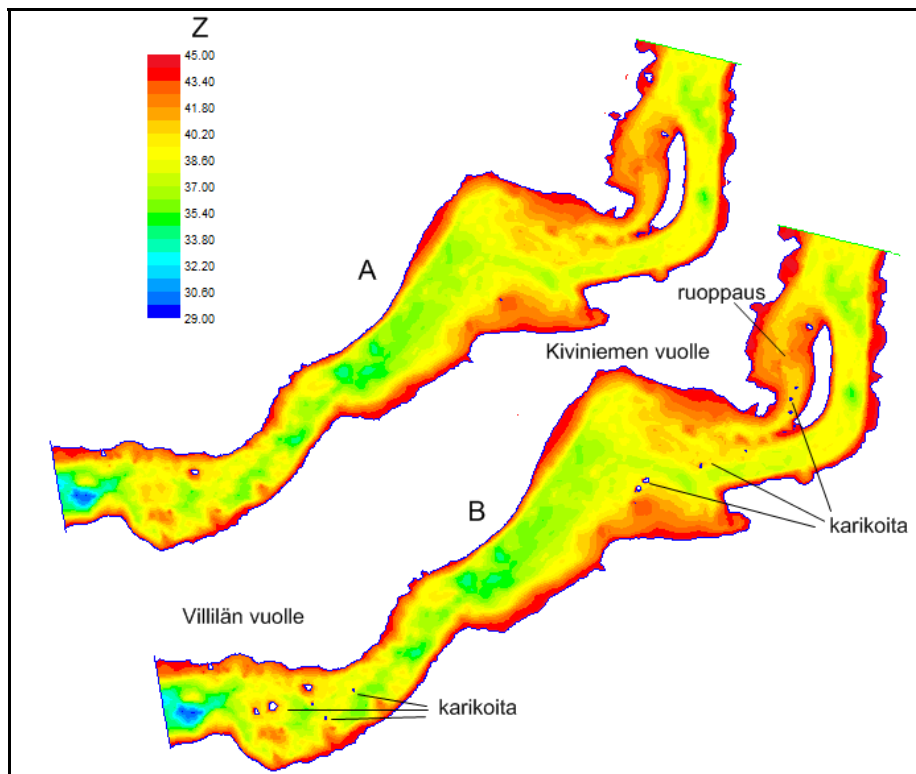 Z
45.00
43.40
41.80
40.20
38.60
37.00
35.40
33.80
32.20
30.60
29.00
A
ruoppaus
Kiviniemen vuolle
B
karikoita
Villilän vuolle
karikoita